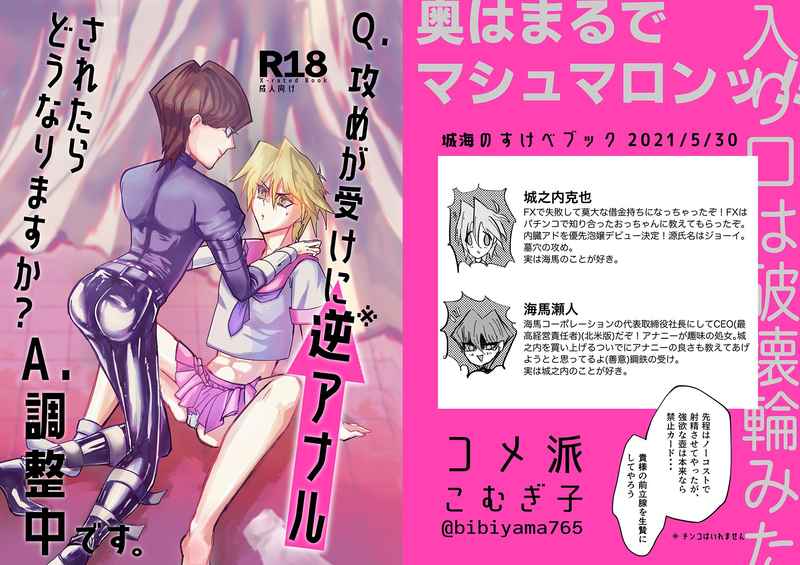 Q.攻めが受けに※逆アナル
されたら
どうなりますか?
A.調整中です。
R18
X-rated Book
成人向け
奥はまるで
マシュマロンッ!
入り口は破壊輪みた
城海のすけべブック 2021/5/30
城之内克也
FXで失敗して莫大な借金持ちになっちゃったぞ!FXは
パチンコで知り合ったおっちゃんに教えてもらったぞ。
内臓アドを優先泡嬢デビュー決定!源氏名はジョーイ。
墓穴の攻め。
実は海馬のことが好き。
海馬瀬人
海馬コーポレーションの代表取締役社長にしてCEO(最
高経営責任者)(北米版)だぞ!アナニーが趣味の処女。城
之内を買い上げるついでにアナニーの良さも教えてあげ
ようとと思ってるよ(善意)鋼鉄の受け。
実は城之内のことが好き。
先程はノーコストで
射精させてやったが、
強欲な壺は本来なら
禁止カード…
貴様の前立腺を生贄に
してやろう
コメ派
こむぎ子
@bibiyama765
※チンコはいれません